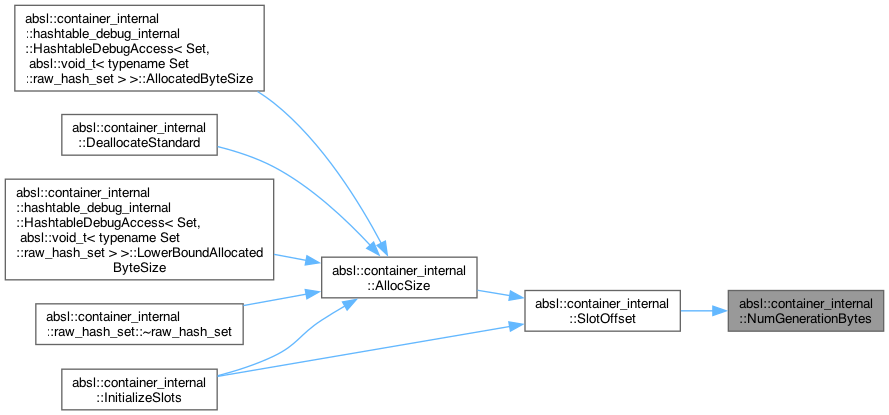 absl::container_internal
::hashtable_debug_internal
::HashtableDebugAccess< Set,
absl::void_t< typename Set
::raw_hash_set > >::AllocatedByteSize
absl::container_internal
::DeallocateStandard
absl::container_internal
::hashtable_debug_internal
::HashtableDebugAccess< Set,
absl::void_t< typename Set
::raw_hash_set > >::LowerBoundAllocated
ByteSize
absl::container_internal
::raw_hash_set::~raw_hash_set
absl::container_internal
::InitializeSlots
absl::container_internal
::AllocSize
absl::container_internal
::SlotOffset
absl::container_internal
::NumGenerationBytes